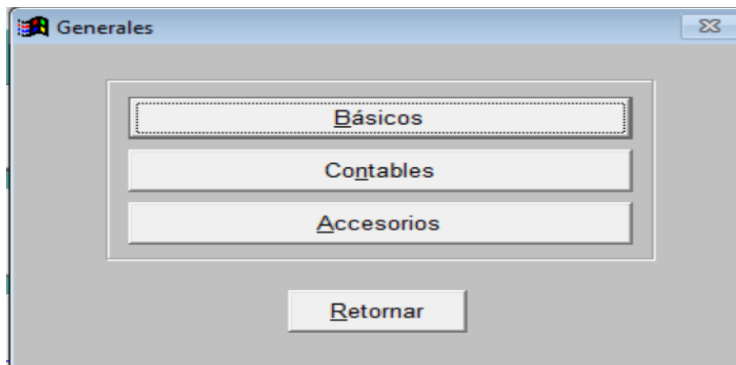 Generales
Básicos
Contables
Accesorios
Retornar